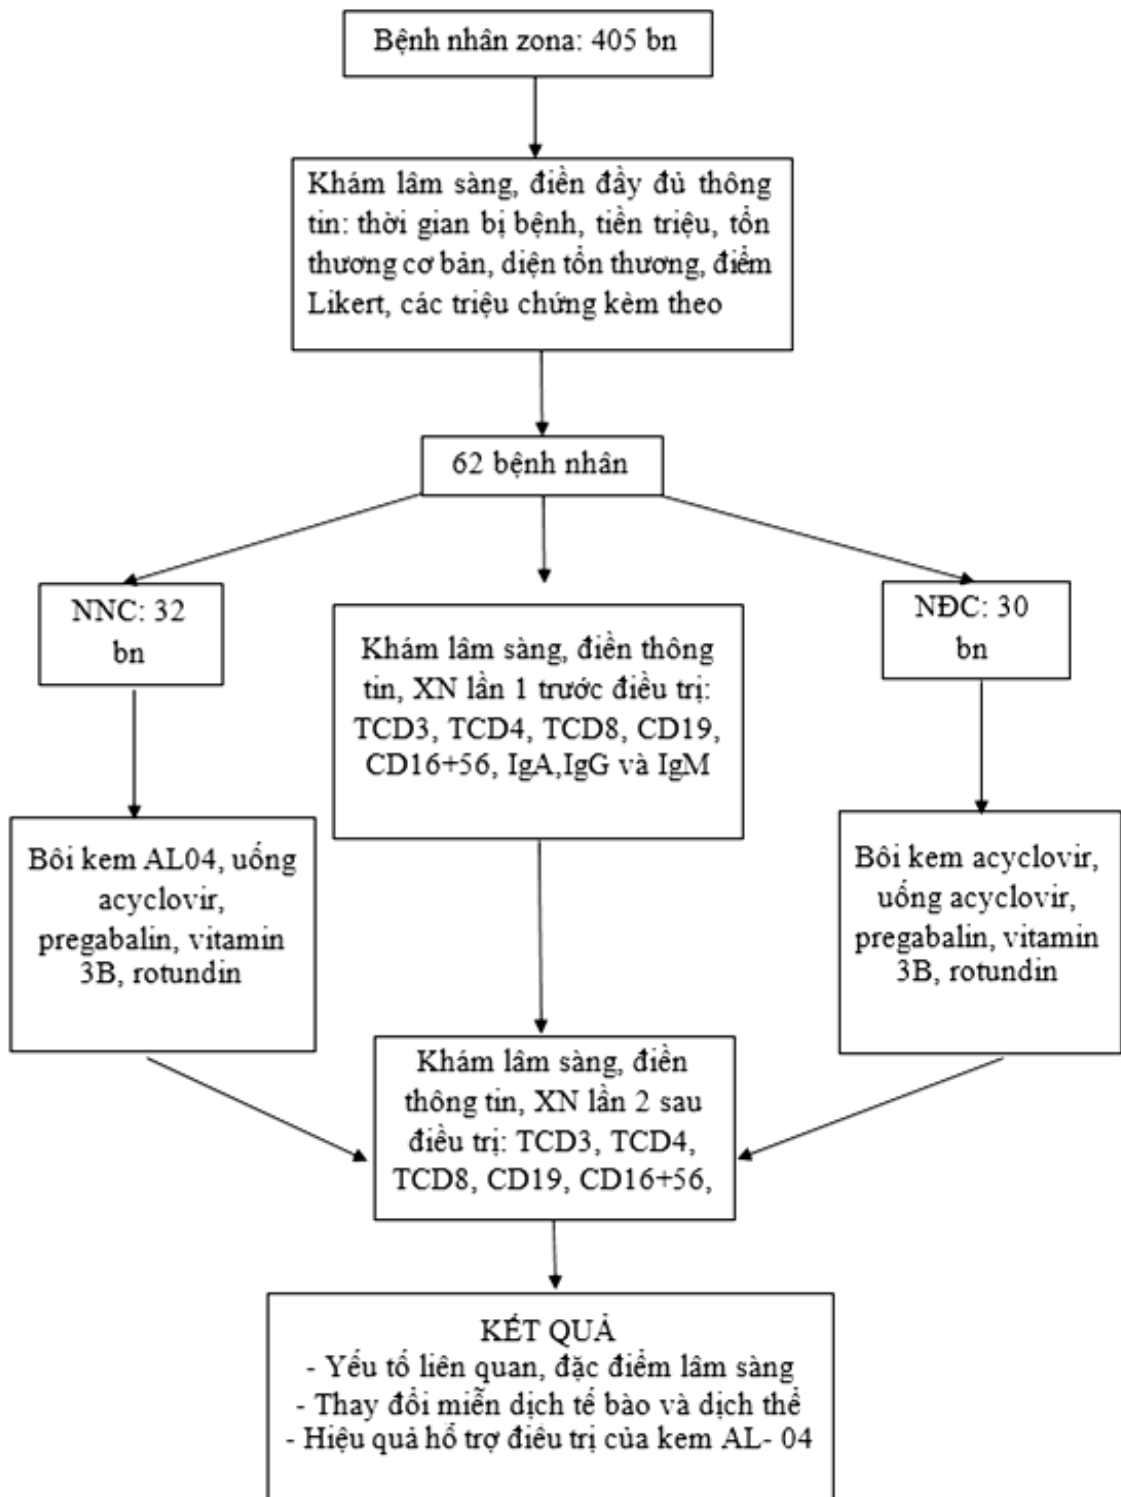 Bệnh nhân zona: 405 bn
Khám lâm sàng, điền đầy đủ thông
tin: thời gian bị bệnh, tiền triệu, tổn
thương cơ bản, diện tổn thương, điểm
Likert, các triệu chứng kèm theo
62 bệnh nhân
NNC: 32
bn
Khám lâm sàng, điền thông
tin, XN lần 1 trước điều trị:
TCD3, TCD4, TCD8, CD19,
CD16+56, IgA,IgG và IgM
NĐC: 30
bn
Bôi kem AL04, uống
acyclovir,
pregabalin, vitamin
3B, rotundin
Bôi kem acyclovir,
uống acyclovir,
pregabalin, vitamin
3B, rotundin
Khám lâm sàng, điền
thông tin, XN lần 2 sau
điều trị: TCD3, TCD4,
TCD8, CD19, CD16+56,
KẾT QUẢ
- Yếu tố liên quan, đặc điểm lâm sàng
- Thay đổi miễn dịch tế bào và dịch thể
- Hiệu quả hỗ trợ điều trị của kem AL- 04